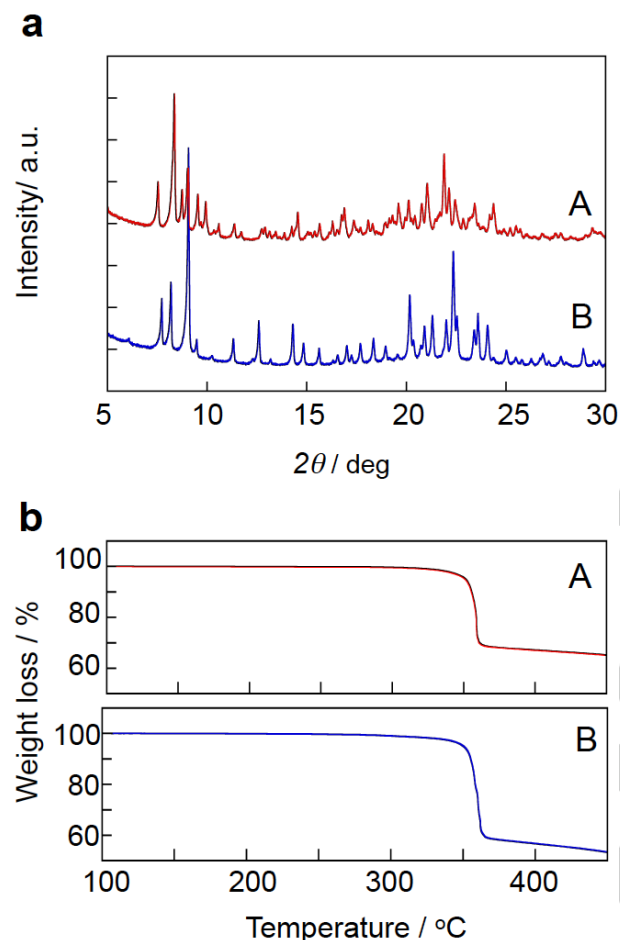 a
Intensity/ a.u.
A
B
5 10 15 20 25 30
2θ / deg
b
Weight loss / %
100
80
60
A
100
80
60
B
100 200 300 400
Temperature / °C